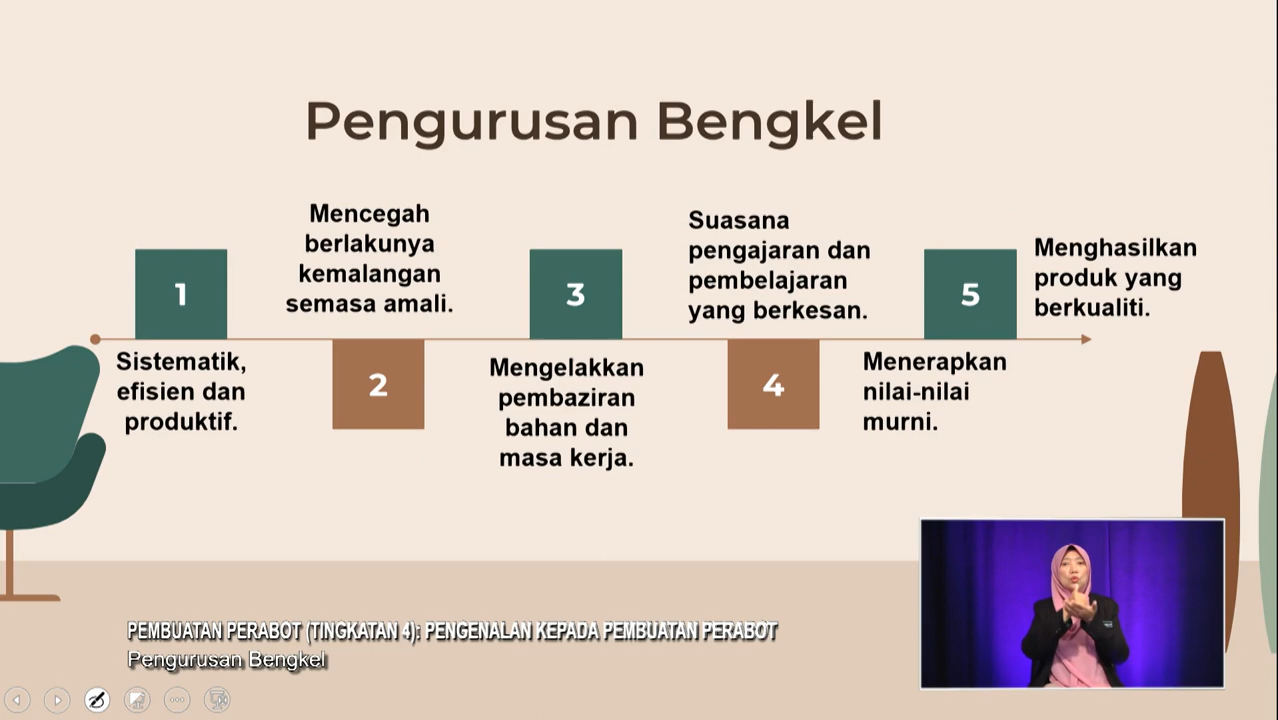 Pengurusan Bengkel
1
Sistematik,
efisien dan
produktif.
Mencegah
berlakunya
kemalangan
semasa amali.
2
3
Mengelakkan
pembaziran
bahan dan
masa kerja.
Suasana
pengajaran dan
pembelajaran
yang berkesan.
4
5
Menerapkan
nilai-nilai
murni.
Menghasilkan
produk yang
berkualiti.
PEMBUATAN PERABOT (TINGKATAN 4): PENGENALAN KEPADA PEMBUATAN PERABOT
Pengurusan Bengkel